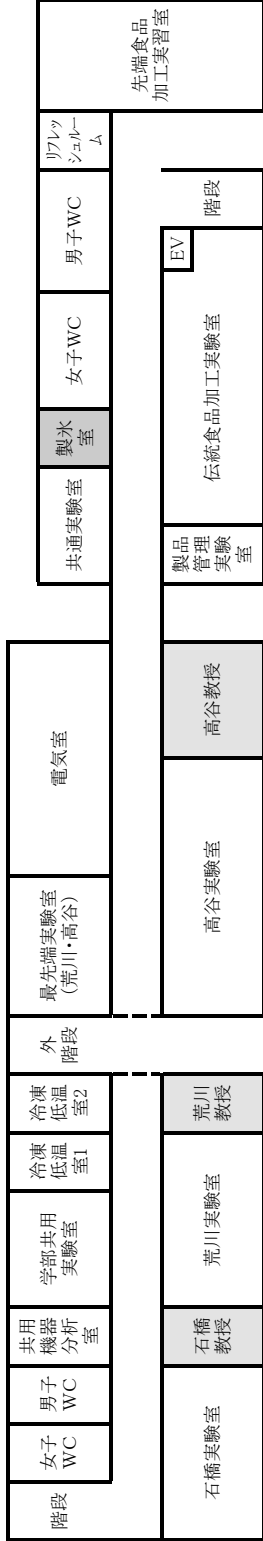 階段
女子
WC
男子
WC
共用
機器
分析
室
学部共用
実験室
冷凍
低温
室1
冷凍
低温
室2
外
階段
最先端実験室
(荒川・高谷)
電気室
共通実験室
製氷
室
女子WC
男子WC
リフレッ
シュルー
ム
先端食品
加工実習室
石橋実験室
石橋
教授
荒川実験室
荒川
教授
高谷実験室
高谷教授
製品
管理
実験
室
伝統食品加工実験室
EV
階段